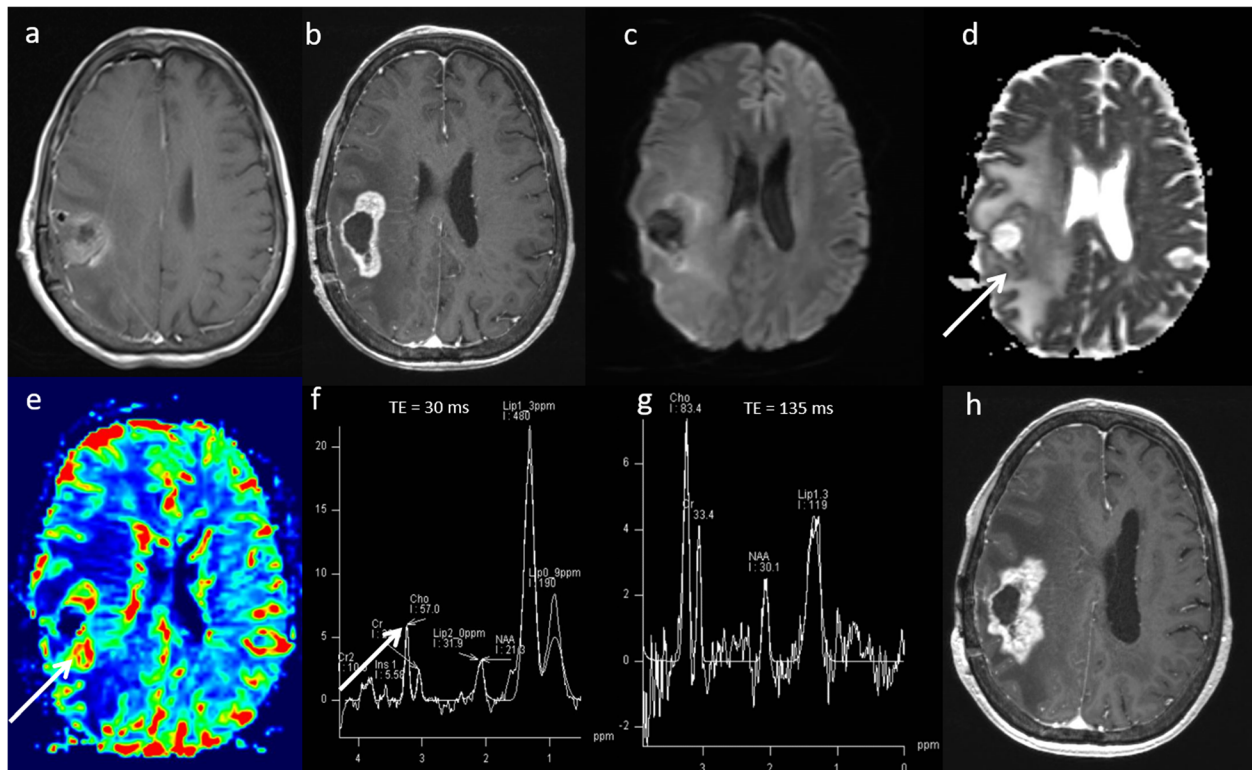 a
b
c
d
e
f
TE = 30 ms
Lip1_3ppm
I : 480
20
15
10
5
0
Lip0_9ppm
I : 190
Cho
I : 57.0
Cr
Lip2_0ppm
I : 31.9
NAA
I : 21.3
Cr2
Ins 1
I : 5.58
4
3
2
1
ppm
g
TE = 135 ms
Cho
I : 83.4
6
4
2
0
-2
Cr
33.4
NAA
I : 30.1
Lip1.3
I : 119
3
2
1
0
ppm
h